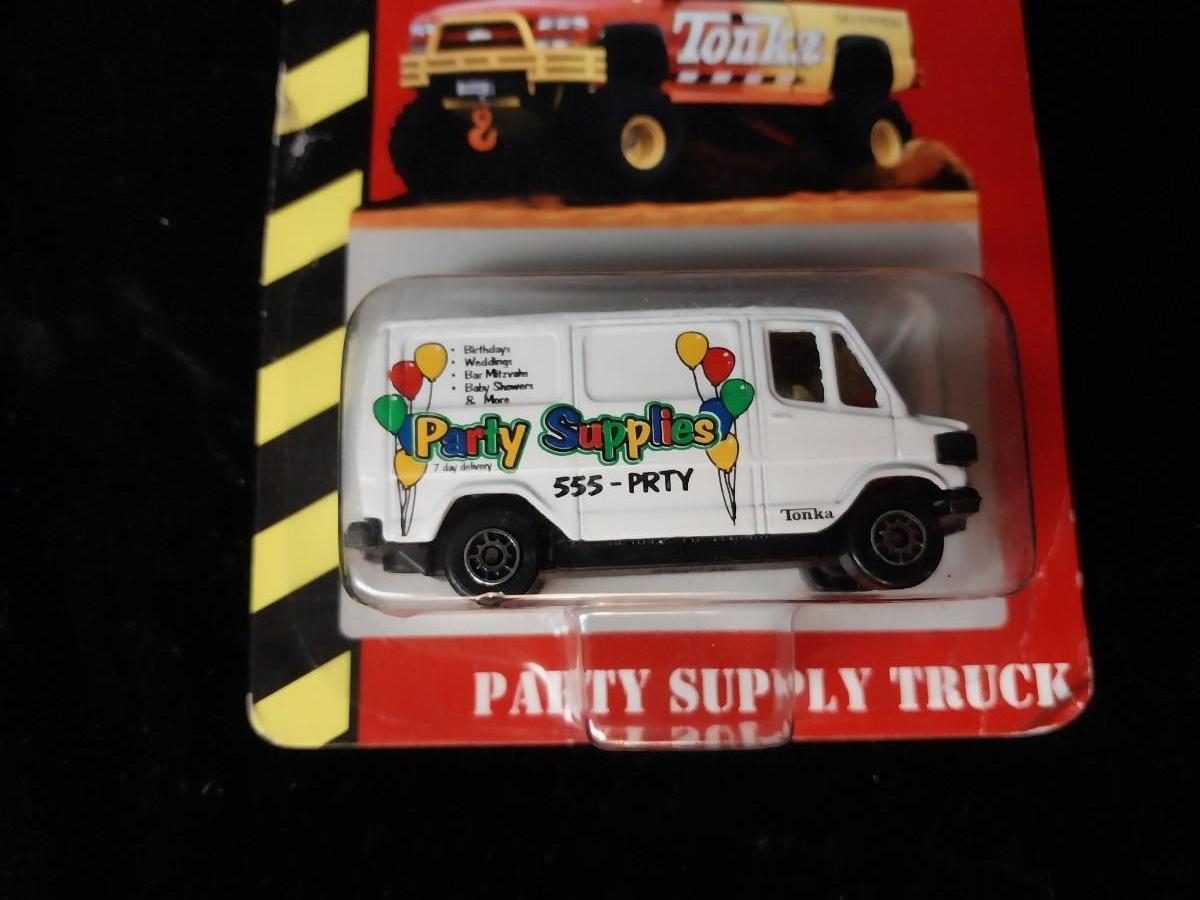 Tonka
• Birthdays
• Weddings
• Bar Mitzvahs
• Baby Showers
& More
Party Supplies
7 day delivery
555-PRTY
Tonka
PARTY SUPPLY TRUCK